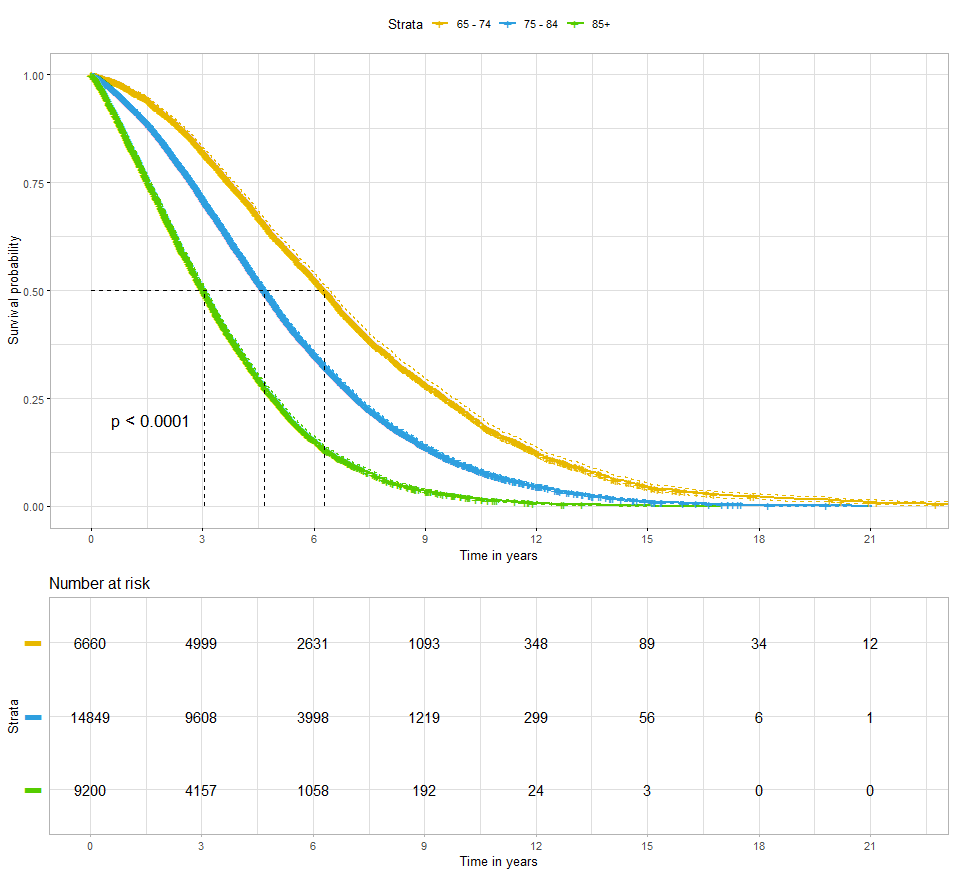 Strata 65 - 74 75 - 84 85+
1.00
0.75
0.50
0.25
0.00
Survival probability
p < 0.0001
0 3 6 9 12 15 18 21
Time in years
Number at risk
Strata
6660 4999 2631 1093 348 89 34 12
14849 9608 3998 1219 299 56 6 1
9200 4157 1058 192 24 3 0 0
0 3 6 9 12 15 18 21
Time in years